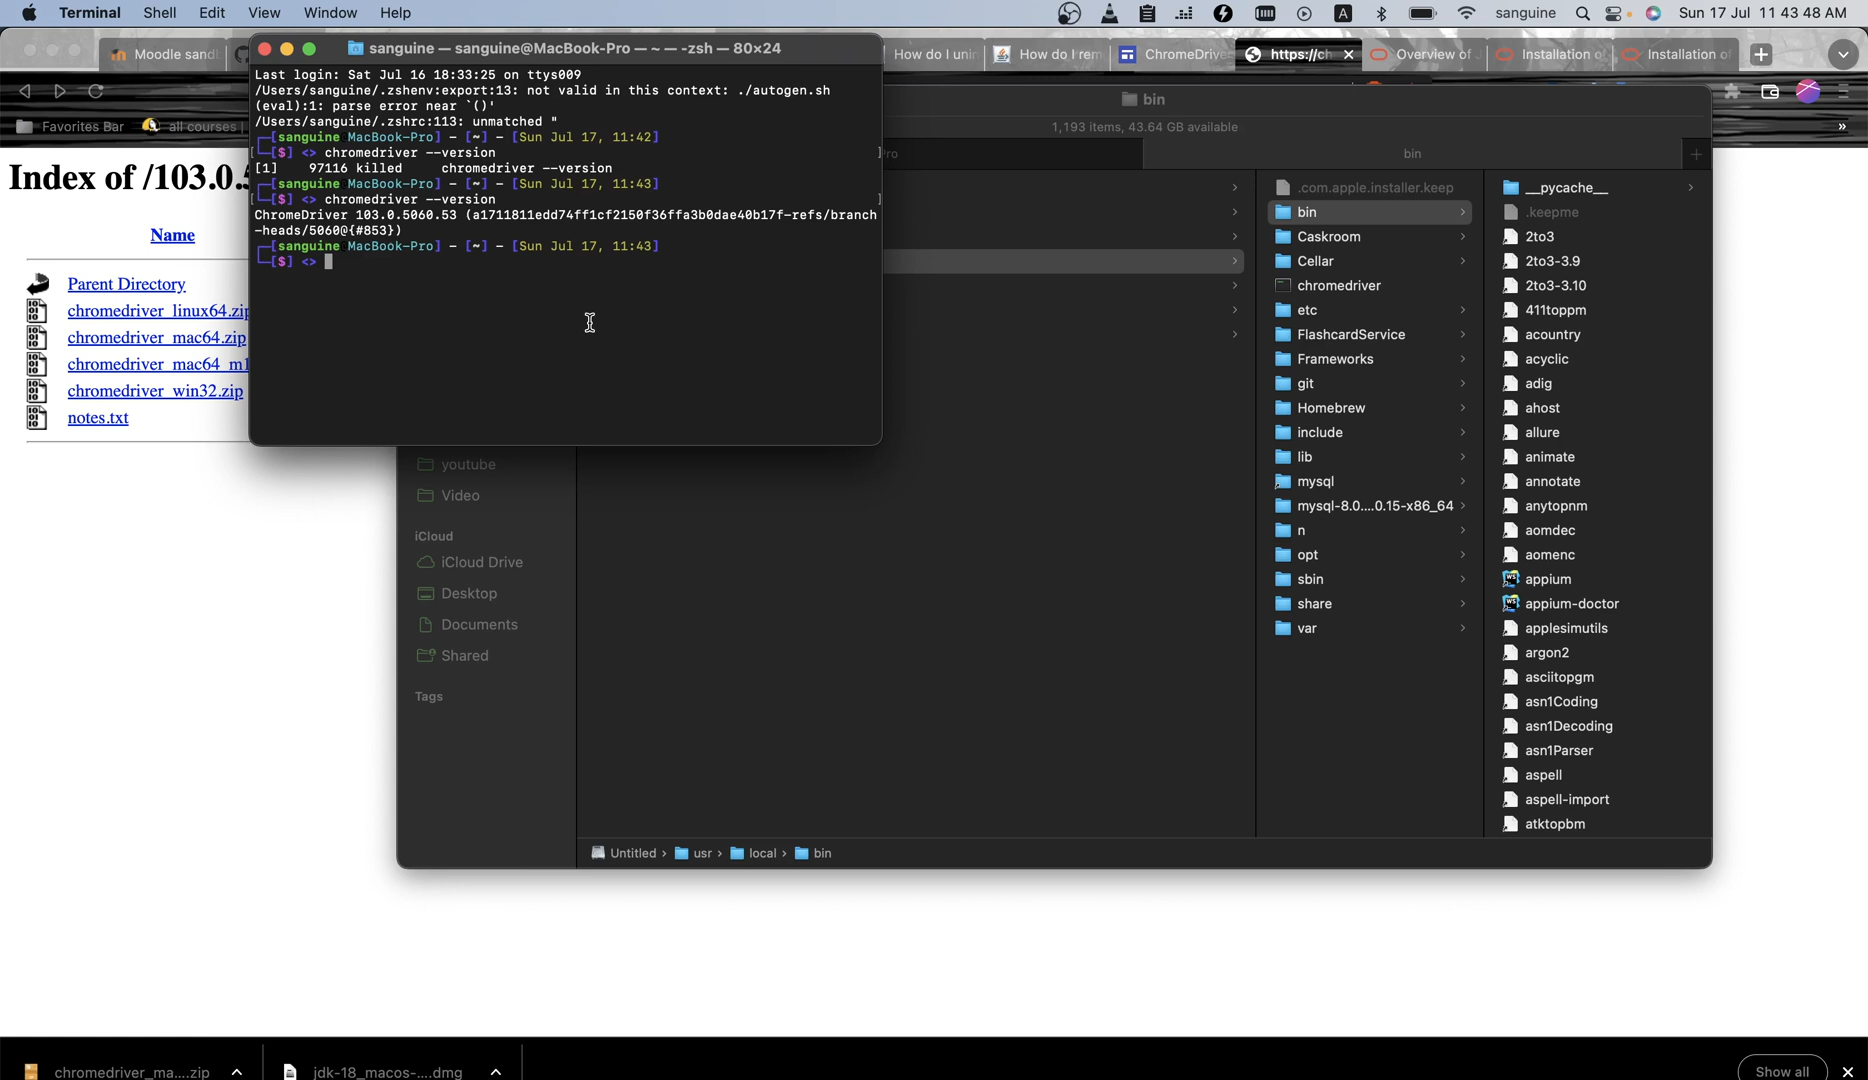 Terminal Shell Edit View Window Help
A
sanguine
Sun 17 Jul 11 43 48 AM
Moodle sandb
How do I unin
How do I rem
ChromeDrive
https://ch
Overview of J
Installation of
Installation of
Favorites Bar
all courses
»
sanguine — sanguine@MacBook-Pro — ~ — -zsh — 80×24
Last login: Sat Jul 16 18:33:25 on ttys009
/Users/sanguine/.zshenv:export:13: not valid in this context: ./autogen.sh
(eval):1: parse error near `()'
/Users/sanguine/.zshrc:113: unmatched "
┌─[sanguine MacBook-Pro] - [~] - [Sun Jul 17, 11:42]
[└─[$] <> chromedriver --version ]
[1] 97116 killed chromedriver --version
┌─[sanguine MacBook-Pro] - [~] - [Sun Jul 17, 11:43]
[└─[$] <> chromedriver --version ]
ChromeDriver 103.0.5060.53 (a1711811edd74ff1cf2150f36ffa3b0dae40b17f-refs/branch
-heads/5060@{#853})
┌─[sanguine MacBook-Pro] - [~] - [Sun Jul 17, 11:43]
└─[$] <>
Index of /103.0.5
Name
Parent Directory
chromedriver_linux64.zip
chromedriver_mac64.zip
chromedriver_mac64_m1
chromedriver_win32.zip
notes.txt
bin
1,193 items, 43.64 GB available
Pro
bin
youtube
Video
iCloud
iCloud Drive
Desktop
Documents
Shared
Tags
.com.apple.installer.keep
bin
Caskroom
Cellar
chromedriver
etc
FlashcardService
Frameworks
git
Homebrew
include
lib
mysql
mysql-8.0....0.15-x86_64
n
opt
sbin
share
var
__pycache__
.keepme
2to3
2to3-3.9
2to3-3.10
411toppm
acountry
acyclic
adig
ahost
allure
animate
annotate
anytopnm
aomdec
aomenc
appium
appium-doctor
applesimutils
argon2
asciitopgm
asn1Coding
asn1Decoding
asn1Parser
aspell
aspell-import
atktopbm
Untitled › usr › local › bin
chromedriver_ma....zip
jdk-18_macos-....dmg
Show all